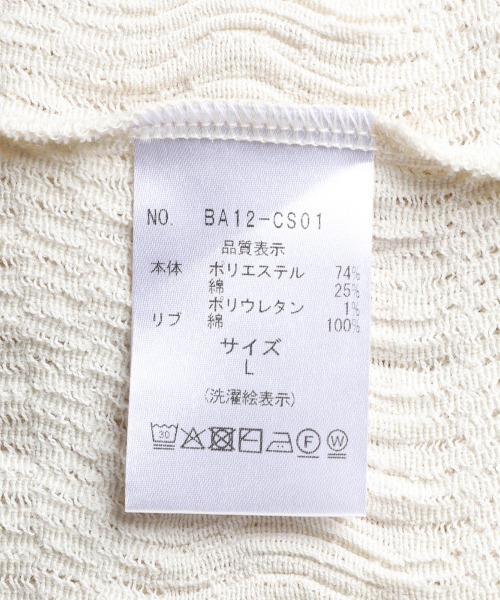 NO. BA12-CS01
品質表示
本体 ポリエステル 74%
綿 25%
ポリウレタン 1%
リブ 綿 100%
サイズ
L
(洗濯絵表示)
30 F W